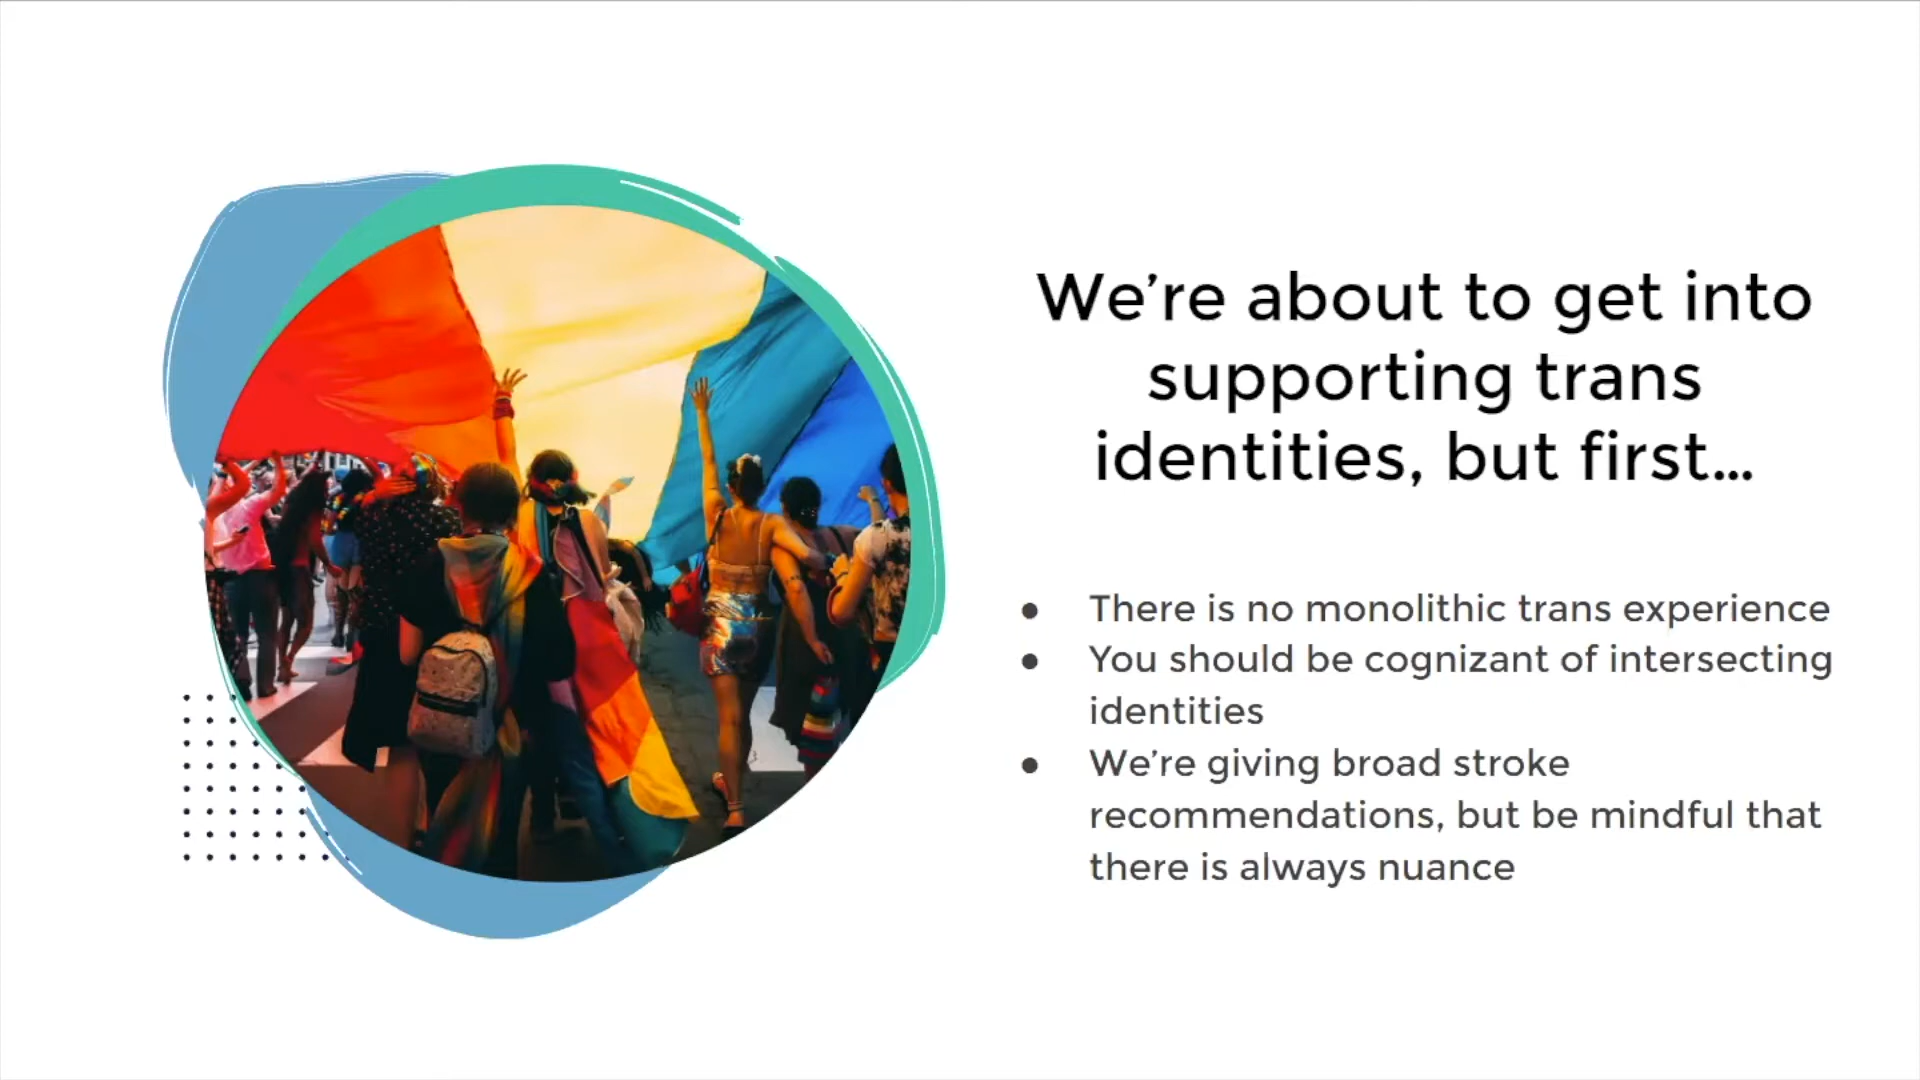 We’re about to get into
supporting trans
identities, but first…
● There is no monolithic trans experience
● You should be cognizant of intersecting
identities
● We’re giving broad stroke
recommendations, but be mindful that
there is always nuance